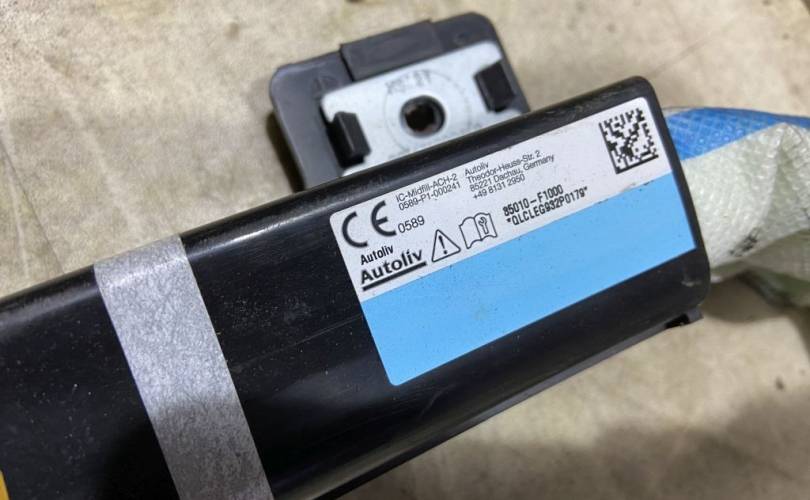 IC-Midfill-ACH-2
0589-P1-000241
Autoliv
Theodor-Heuss-Str. 2
85221 Dachau, Germany
+49 8131 2950
CE 0589
85010-F1000
*QLCLEG932P0179*
Autoliv
Autoliv